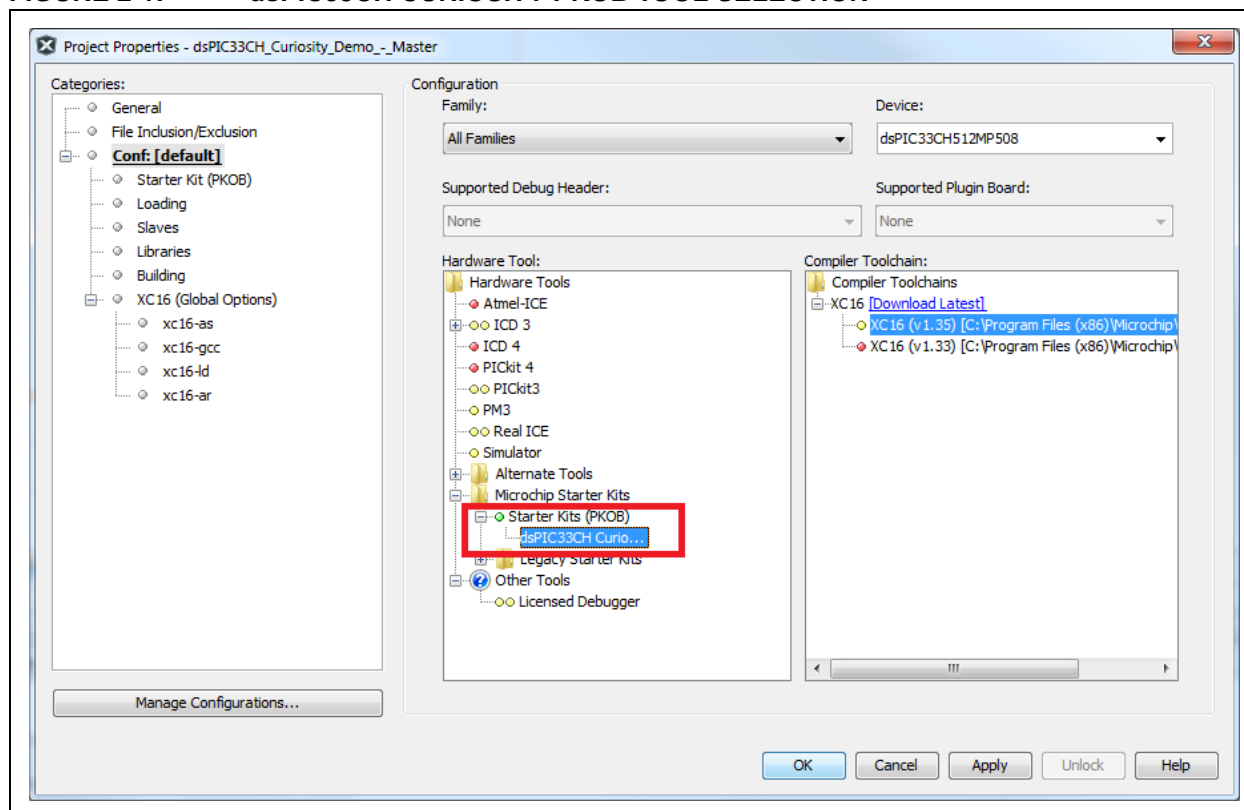 Project Properties - dsPIC33CH_Curiosity_Demo_-_Master
Categories:
General
File Inclusion/Exclusion
Conf: [default]
Starter Kit (PKOB)
Loading
Slaves
Libraries
Building
XC16 (Global Options)
xc16-as
xc16-gcc
xc16-ld
xc16-ar
Manage Configurations...
Configuration
Family:
All Families
Device:
dsPIC33CH512MP508
Supported Debug Header:
None
Supported Plugin Board:
None
Hardware Tool:
Hardware Tools
Atmel-ICE
ICD 3
ICD 4
PICkit 4
PICkit3
PM3
Real ICE
Simulator
Alternate Tools
Microchip Starter Kits
Starter Kits (PKOB)
dsPIC33CH Curio...
Legacy Starter Kits
Other Tools
Licensed Debugger
Compiler Toolchain:
Compiler Toolchains
XC16 [Download Latest]
XC16 (v1.35) [C:\Program Files (x86)\Microchip\
XC16 (v1.33) [C:\Program Files (x86)\Microchip\
OK Cancel Apply Unlock Help